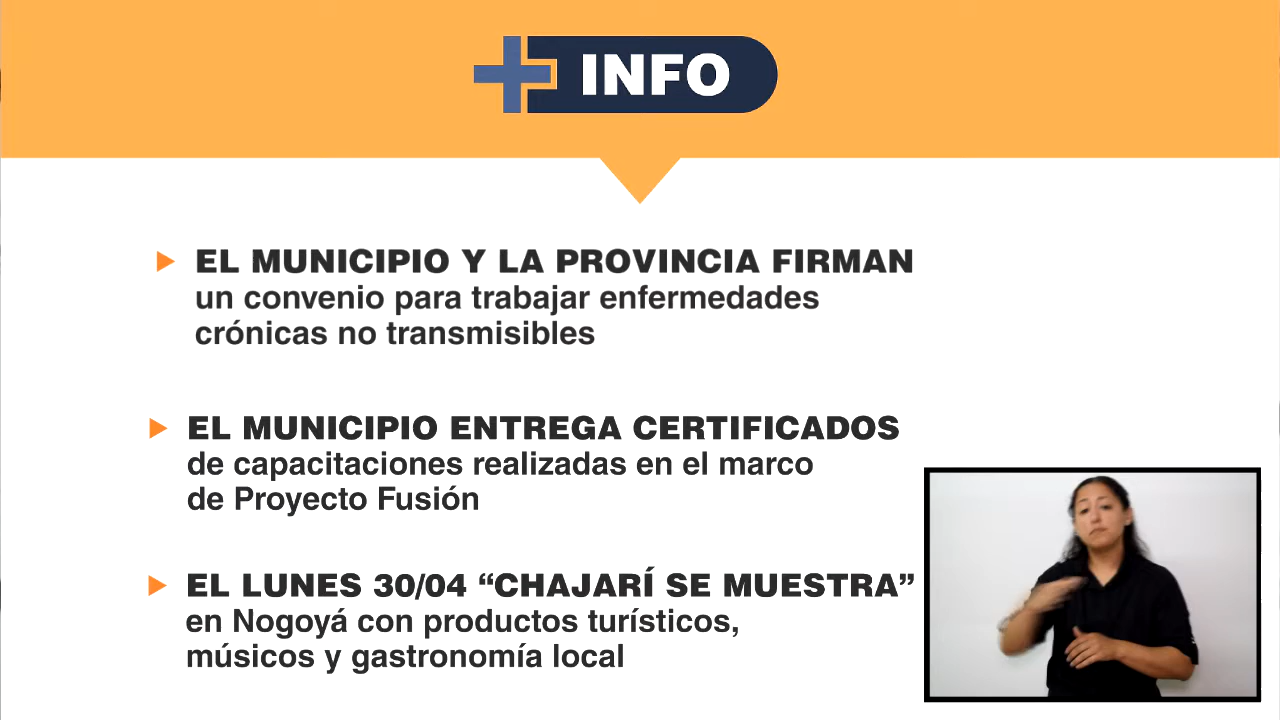 INFO
EL MUNICIPIO Y LA PROVINCIA FIRMAN
un convenio para trabajar enfermedades
crónicas no transmisibles
EL MUNICIPIO ENTREGA CERTIFICADOS
de capacitaciones realizadas en el marco
de Proyecto Fusión
EL LUNES 30/04 “CHAJARÍ SE MUESTRA”
en Nogoyá con productos turísticos,
músicos y gastronomía local